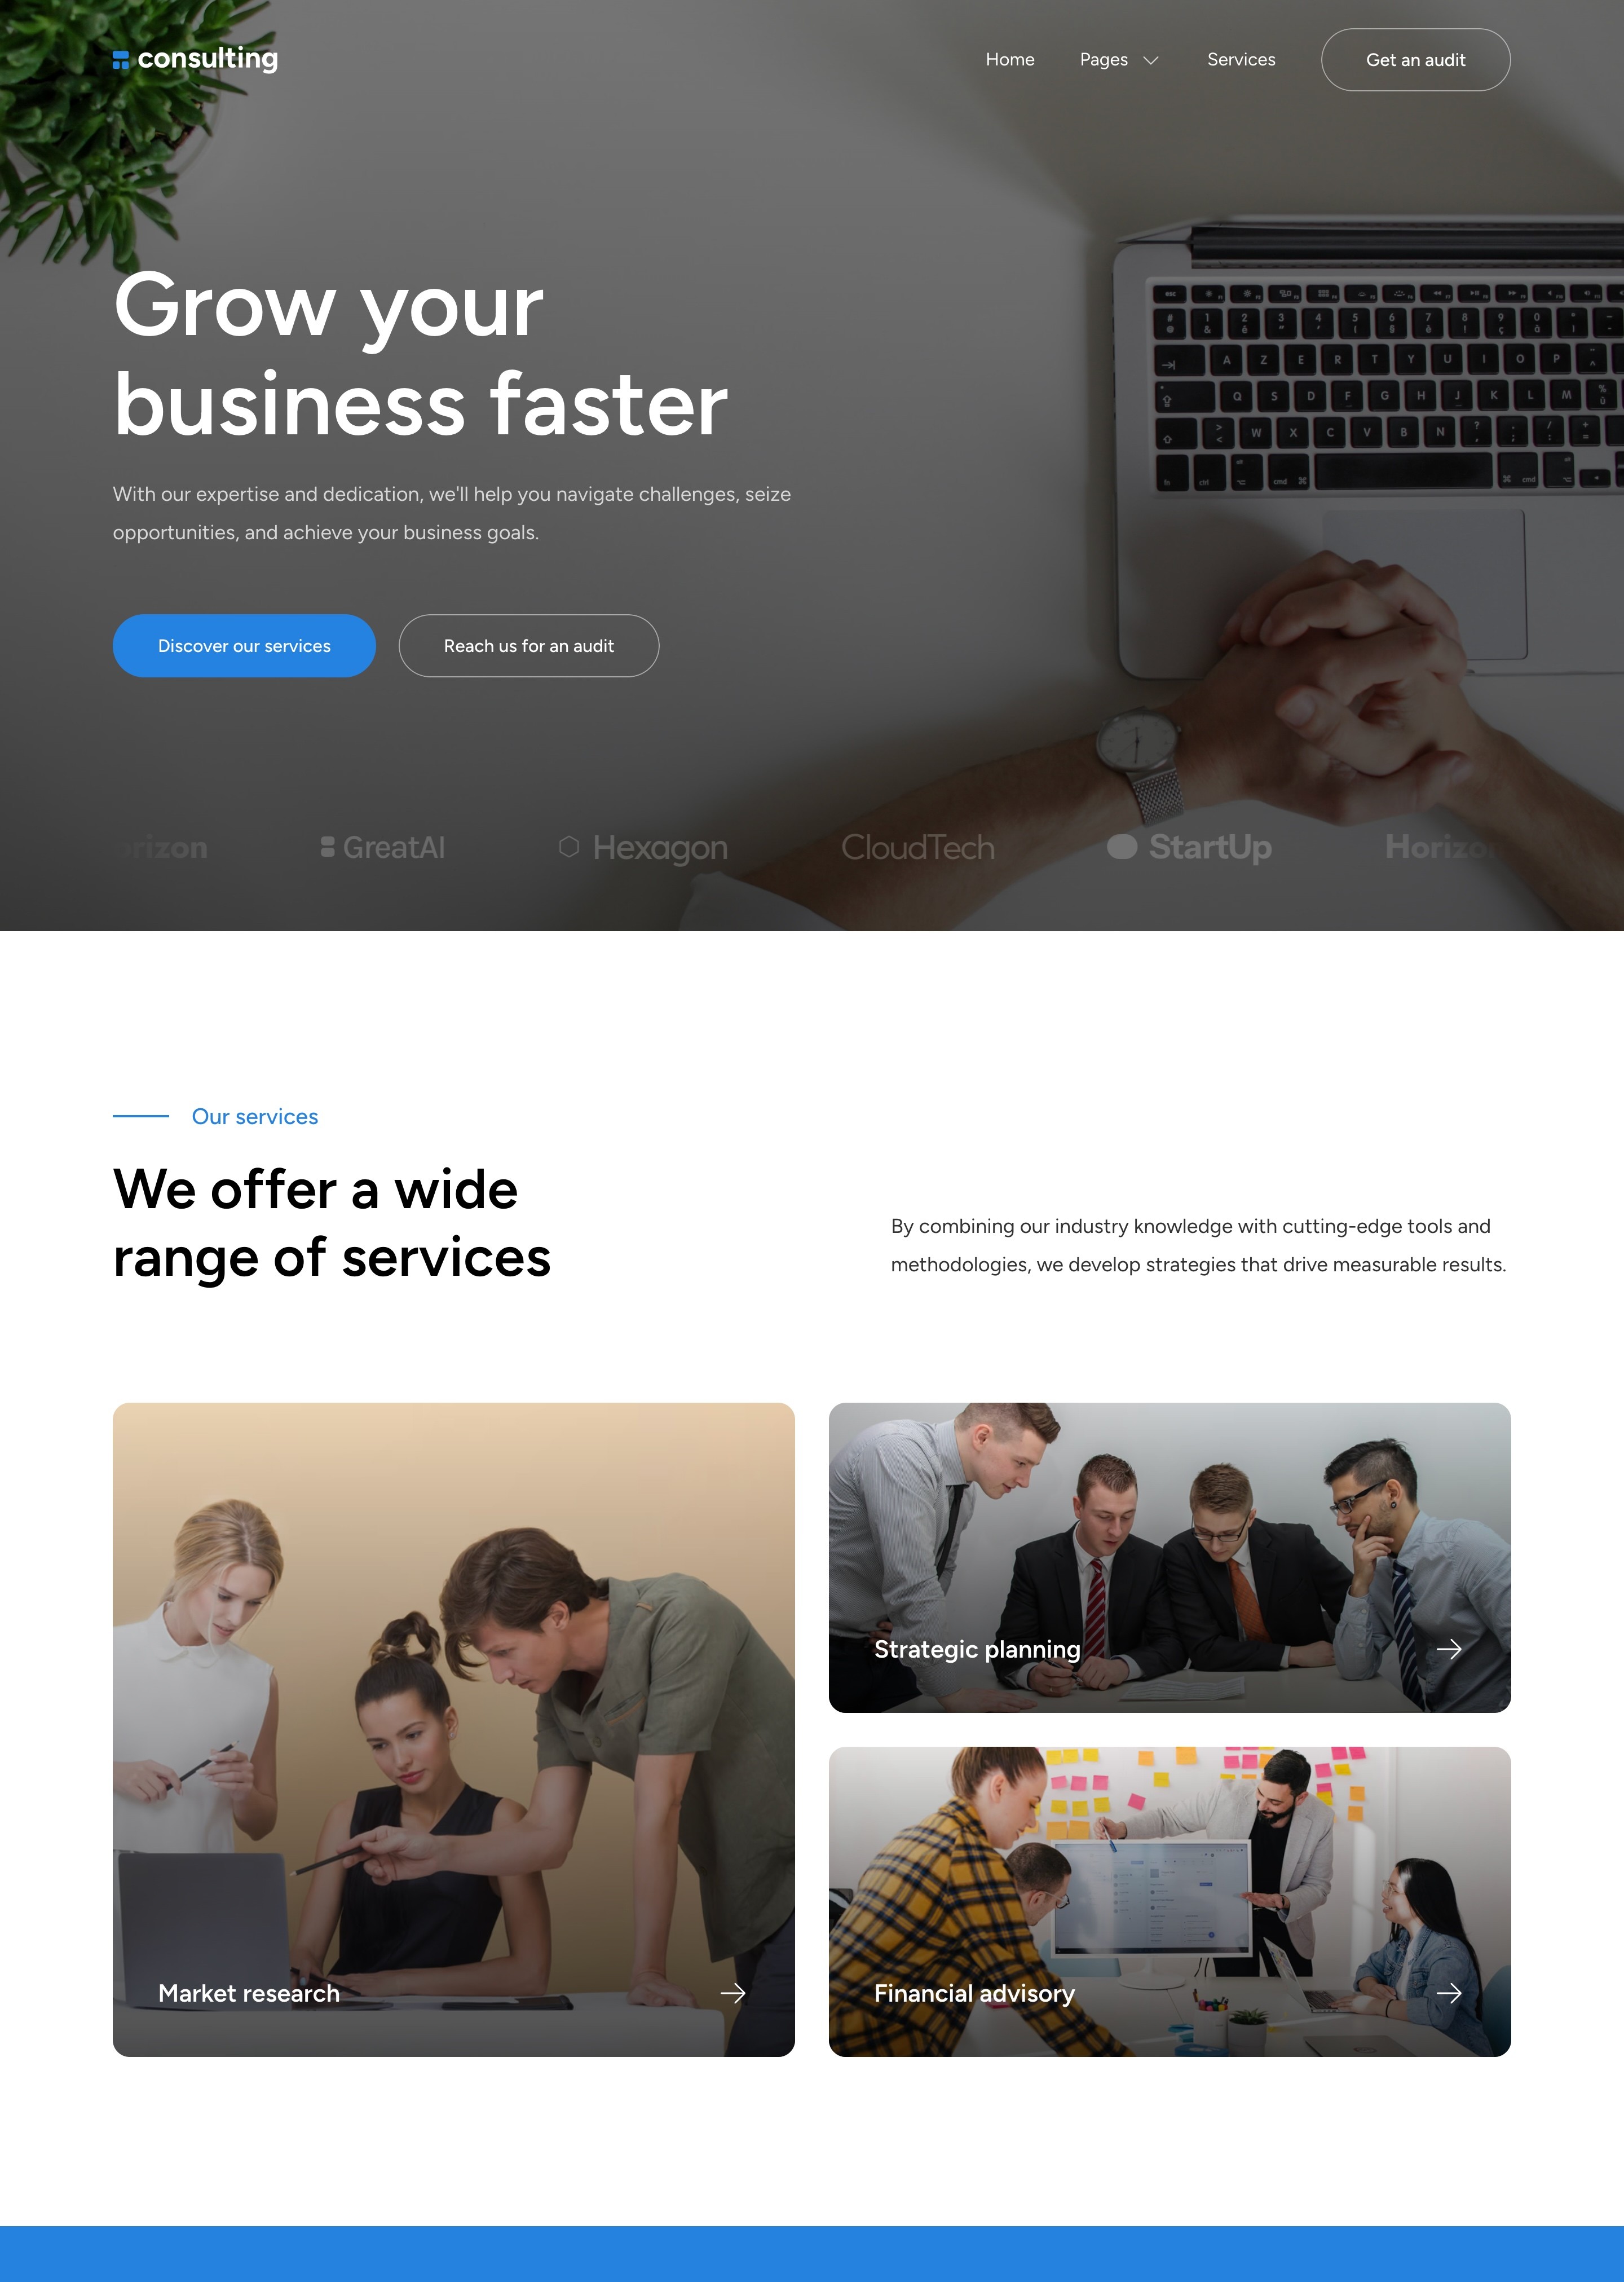 consulting
Home Pages Services Get an audit
Grow your
business faster
With our expertise and dedication, we'll help you navigate challenges, seize
opportunities, and achieve your business goals.
Discover our services Reach us for an audit
orizon GreatAI Hexagon CloudTech StartUp Horizon
Our services
We offer a wide
range of services
By combining our industry knowledge with cutting-edge tools and
methodologies, we develop strategies that drive measurable results.
Strategic planning
Market research
Financial advisory